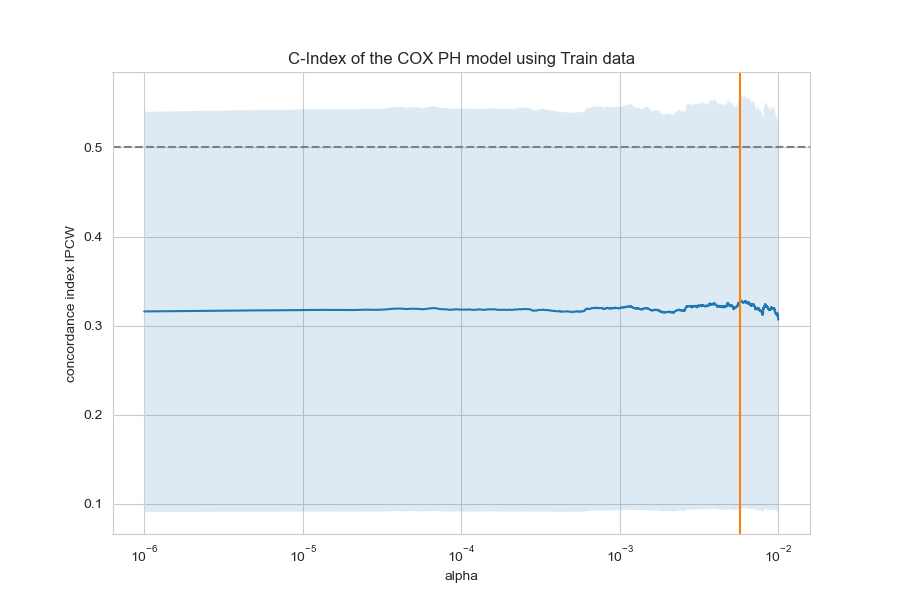 C-Index of the COX PH model using Train data
concordance index IPCW
0.5
0.4
0.3
0.2
0.1
10⁻⁶ 10⁻⁵ 10⁻⁴ 10⁻³ 10⁻²
alpha